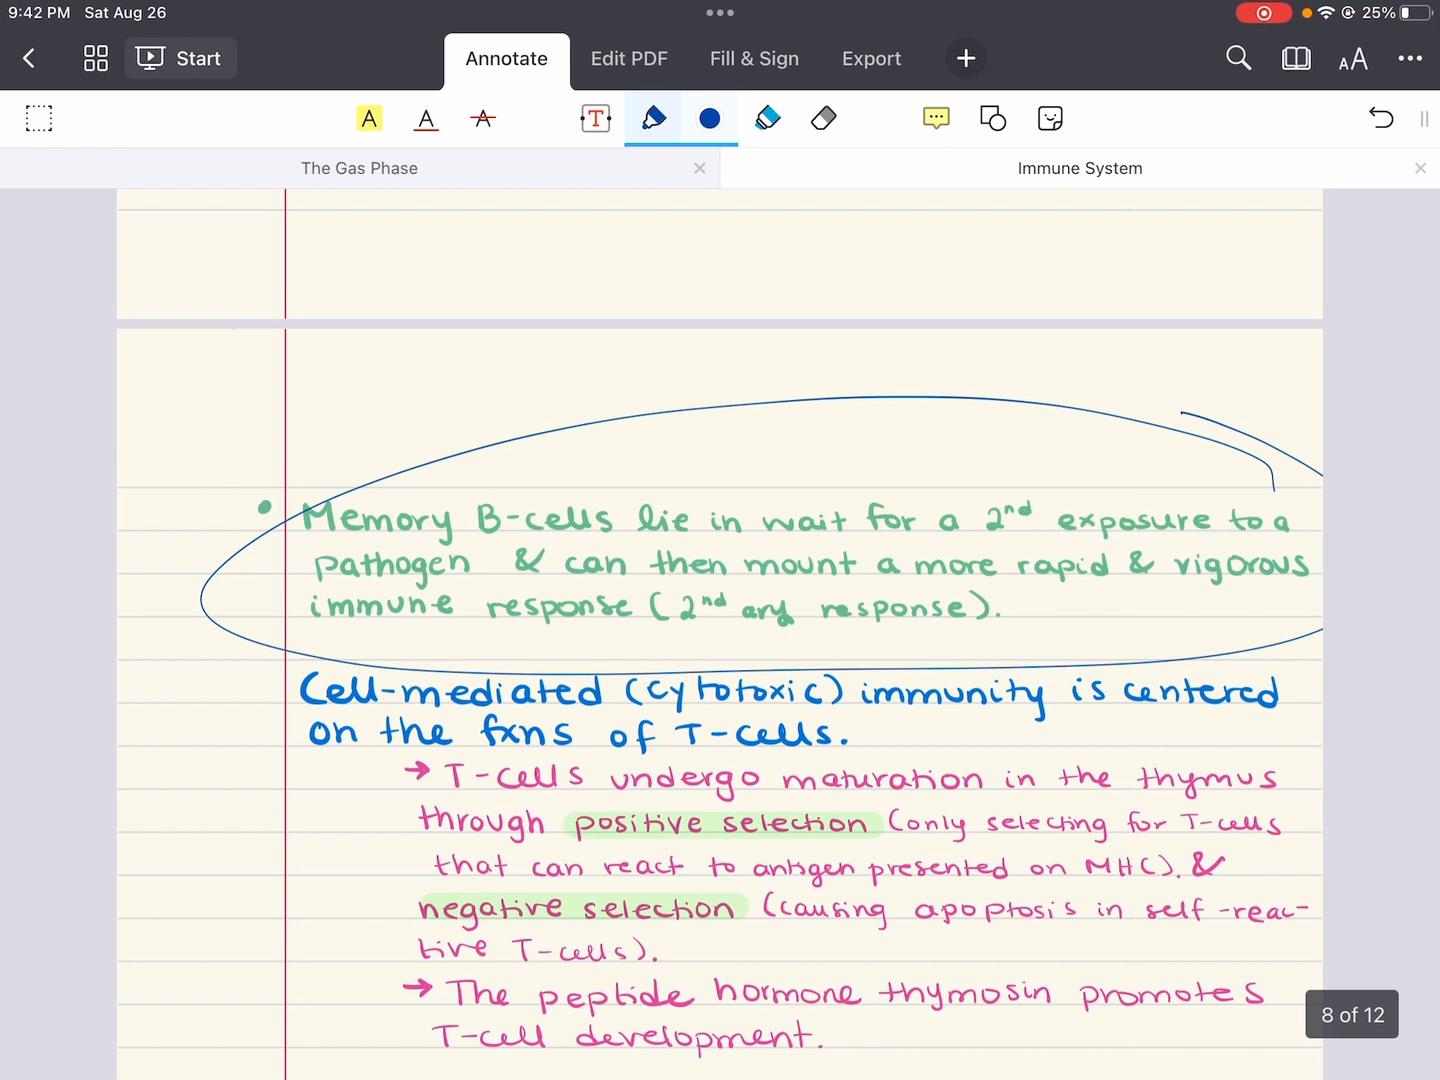 9:42 PM Sat Aug 26
25%
Start
Annotate
Edit PDF
Fill & Sign
Export
AA
A A A T
The Gas Phase
Immune System
• Memory B-cells lie in wait for a 2nd exposure to a
pathogen & can then mount a more rapid & vigorous
immune response (2nd ary response).
Cell-mediated (cytotoxic) immunity is centered
on the fxns of T-cells.
→ T-cells undergo maturation in the thymus
through positive selection (only selecting for T-cells
that can react to antigen presented on MHC). &
negative selection (causing apoptosis in self-reac-
tive T-cells).
→ The peptide hormone thymosin promotes
T-cell development.
8 of 12